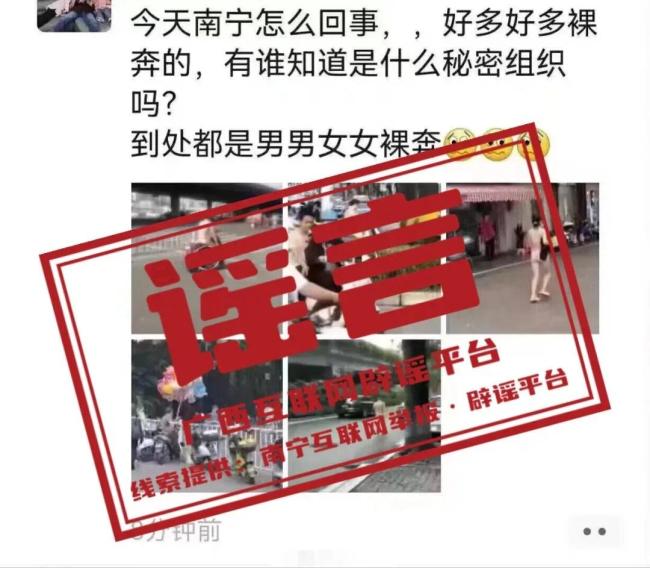 今天南宁怎么回事，，好多好多裸
奔的，有谁知道是什么秘密组织
吗？
到处都是男男女女裸奔
谣言
广西互联网辟谣平台
线索提供：南宁互联网举报·辟谣平台
分钟前